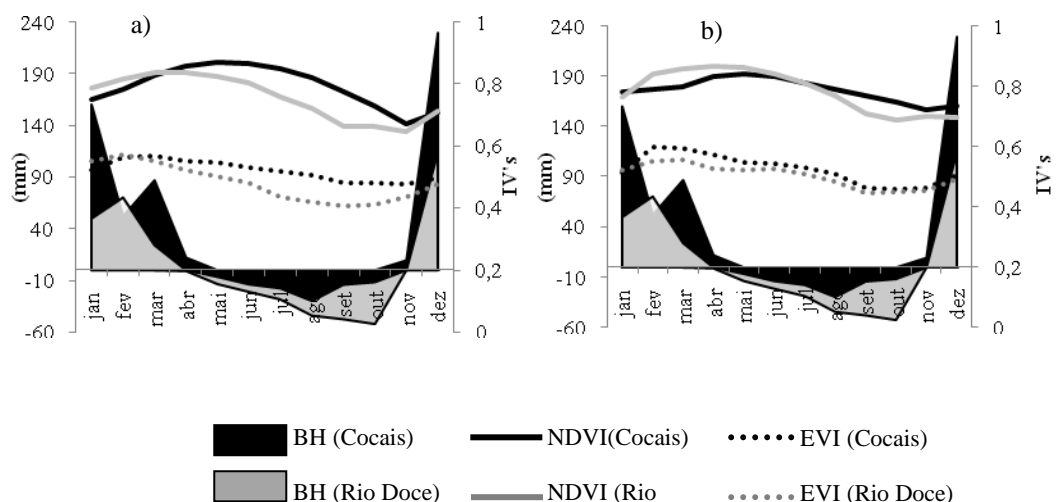 a)
240
190
140
90
40
-10
-60
(mm)
1
0,8
0,6
0,4
0,2
0
IV's
jan
fev
mar
abr
mai
jun
jul
ago
set
out
nov
dez
b)
240
190
140
90
40
-10
-60
(mm)
1
0,8
0,6
0,4
0,2
0
IV's
jan
fev
mar
abr
mai
jun
jul
ago
set
out
nov
dez
BH (Cocais) NDVI(Cocais) EVI (Cocais)
BH (Rio Doce) NDVI (Rio EVI (Rio Doce)